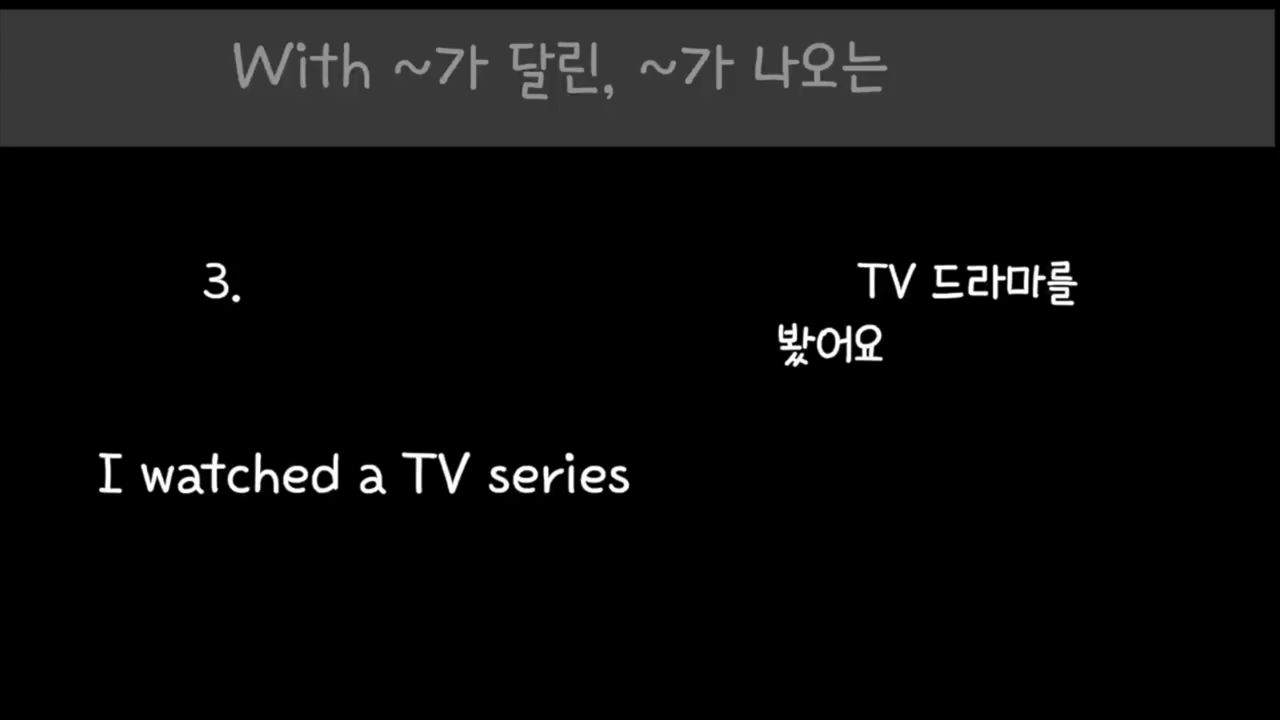 With ~가 달린, ~가 나오는
3. TV 드라마를
봤어요
I watched a TV series